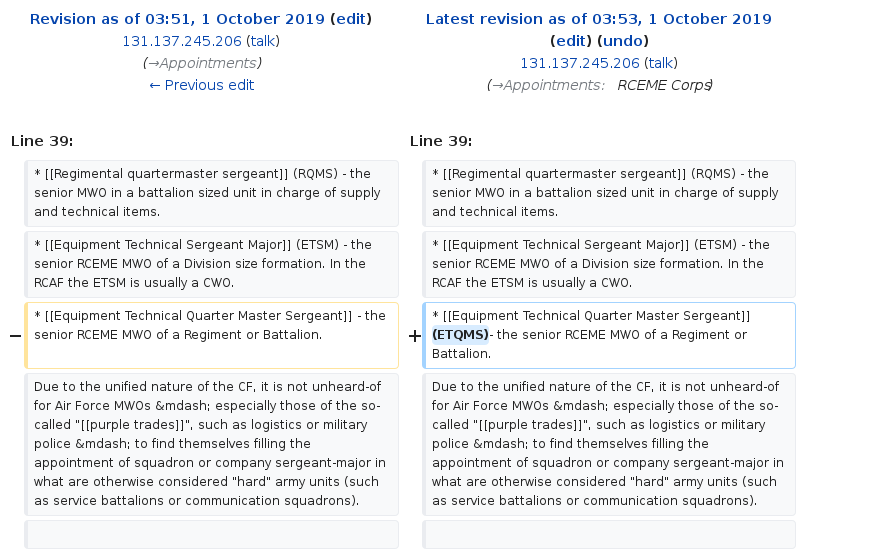 Revision as of 03:51, 1 October 2019 (edit)
131.137.245.206 (talk)
(→Appointments)
← Previous edit
Latest revision as of 03:53, 1 October 2019
(edit) (undo)
131.137.245.206 (talk)
(→Appointments: RCEME Corps)
Line 39:
Line 39:
* [[Regimental quartermaster sergeant]] (RQMS) - the
senior MWO in a battalion sized unit in charge of supply
and technical items.
* [[Regimental quartermaster sergeant]] (RQMS) - the
senior MWO in a battalion sized unit in charge of supply
and technical items.
* [[Equipment Technical Sergeant Major]] (ETSM) - the
senior RCEME MWO of a Division size formation. In the
RCAF the ETSM is usually a CWO.
* [[Equipment Technical Sergeant Major]] (ETSM) - the
senior RCEME MWO of a Division size formation. In the
RCAF the ETSM is usually a CWO.
− * [[Equipment Technical Quarter Master Sergeant]] - the
senior RCEME MWO of a Regiment or Battalion.
+ * [[Equipment Technical Quarter Master Sergeant]]
(ETQMS)- the senior RCEME MWO of a Regiment or
Battalion.
Due to the unified nature of the CF, it is not unheard-of
for Air Force MWOs &mdash; especially those of the so-
called "[[purple trades]]", such as logistics or military
police &mdash; to find themselves filling the
appointment of squadron or company sergeant-major in
what are otherwise considered "hard" army units (such
as service battalions or communication squadrons).
Due to the unified nature of the CF, it is not unheard-of
for Air Force MWOs &mdash; especially those of the so-
called "[[purple trades]]", such as logistics or military
police &mdash; to find themselves filling the
appointment of squadron or company sergeant-major in
what are otherwise considered "hard" army units (such
as service battalions or communication squadrons).